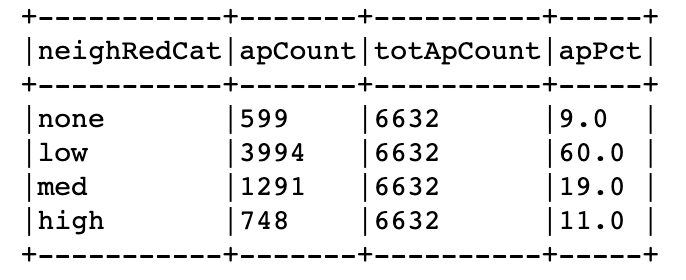 +-----------+-------+----------+-----+
|neighRedCat|apCount|totApCount|apPct|
+-----------+-------+----------+-----+
|none       |599    |6632      |9.0  |
|low        |3994   |6632      |60.0 |
|med        |1291   |6632      |19.0 |
|high       |748    |6632      |11.0 |
+-----------+-------+----------+-----+